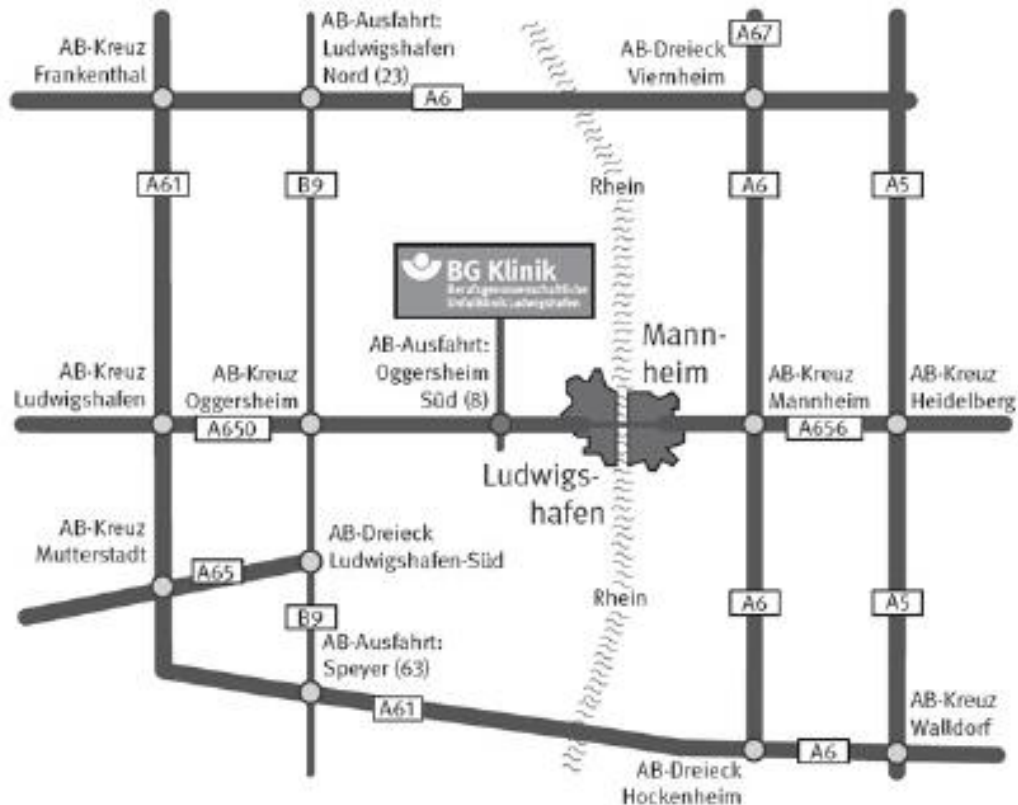 AB-Kreuz
Frankenthal
AB-Ausfahrt:
Ludwigshafen
Nord (23)
AB-Dreieck
Viernheim
A67
A6
A61
B9
Rhein
A6
A5
BG Klinik
Berufsgenossenschaftliche
Unfallklinik Ludwigshafen
AB-Kreuz
Ludwigshafen
AB-Kreuz
Oggersheim
AB-Ausfahrt:
Oggersheim
Süd (8)
Mann-
heim
AB-Kreuz
Mannheim
AB-Kreuz
Heidelberg
A650
A656
Ludwigs-
hafen
AB-Kreuz
Mutterstadt
AB-Dreieck
Ludwigshafen-Süd
A65
B9
Rhein
A6
A5
AB-Ausfahrt:
Speyer (63)
A61
AB-Kreuz
Walldorf
A6
AB-Dreieck
Hockenheim